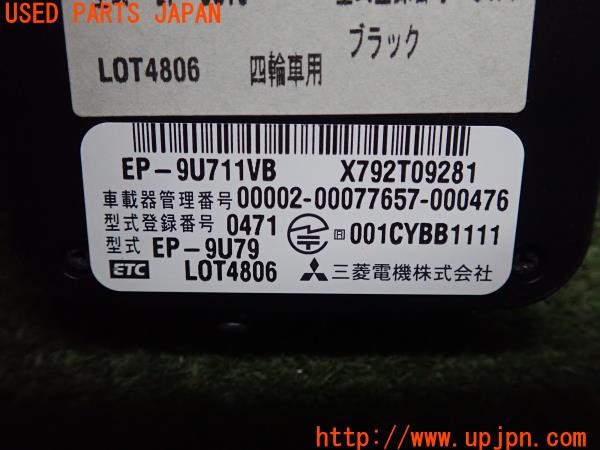 USED PARTS JAPAN
ブラック
LOT4806 四輪車用
EP-9U711VB X792T09281
車載器管理番号 00002-00077657-000476
型式登録番号 0471 R 001CYBB1111
型式 EP-9U79
ETC LOT4806 三菱電機株式会社
UPJ http://www.upjpn.com/